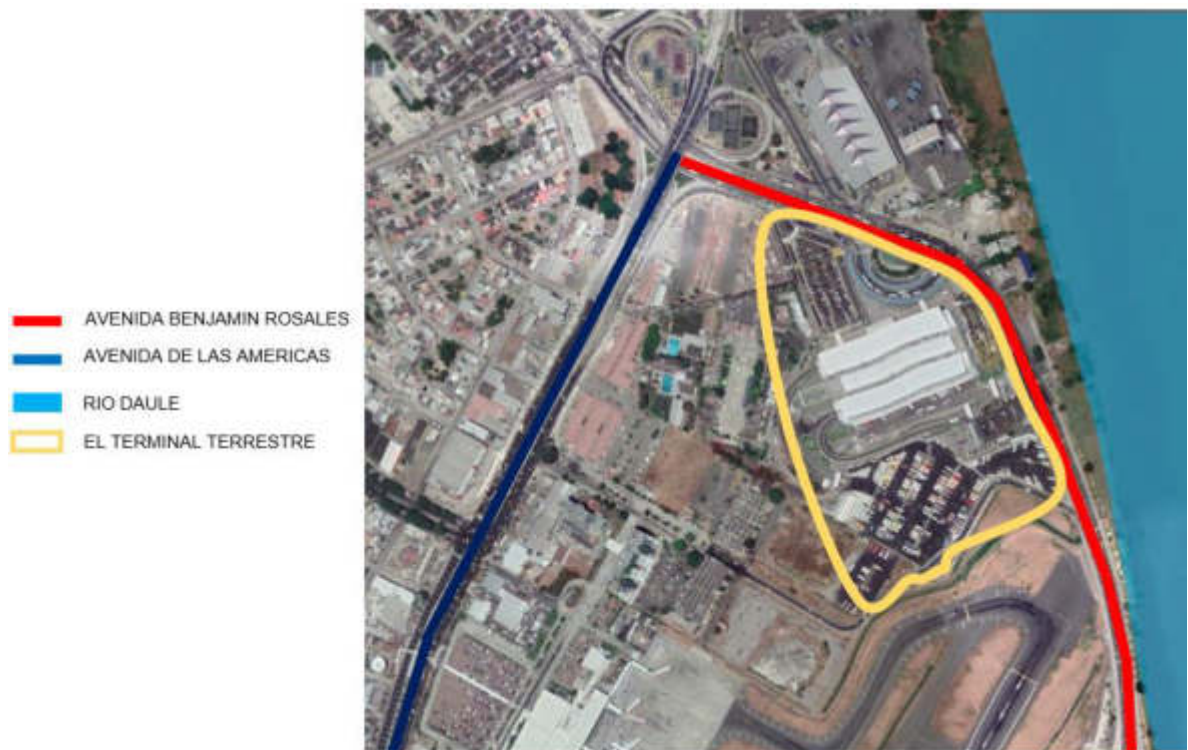 AVENIDA BENJAMIN ROSALES
AVENIDA DE LAS AMERICAS
RIO DAULE
EL TERMINAL TERRESTRE